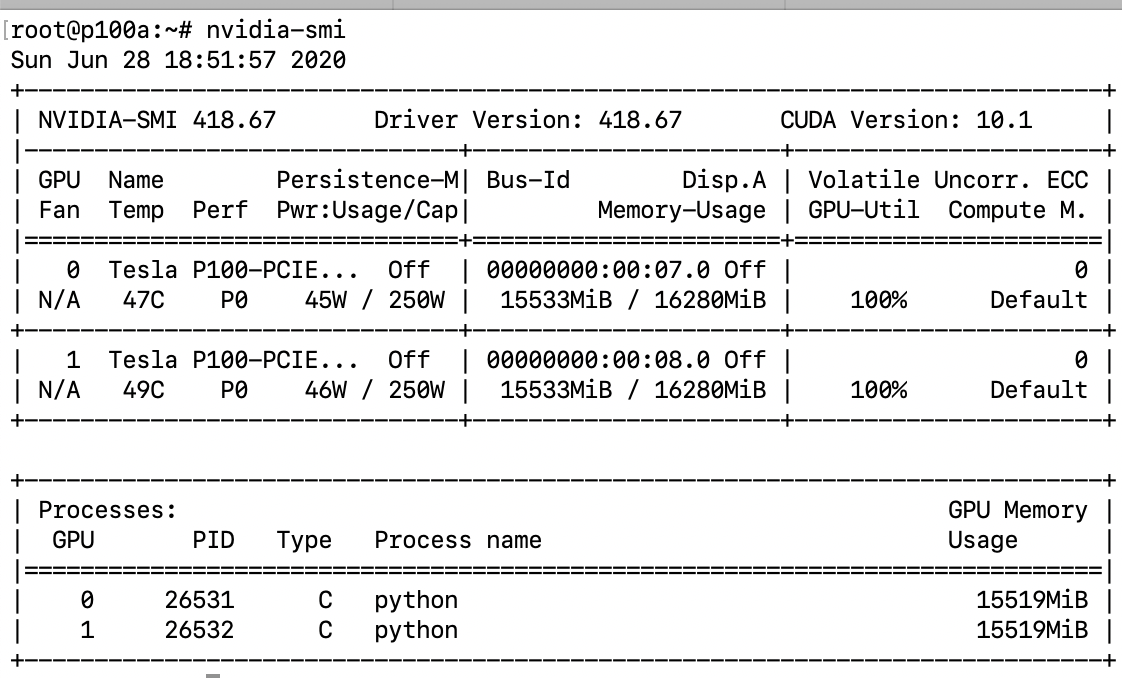 [root@p100a:~# nvidia-smi
Sun Jun 28 18:51:57 2020
+-----------------------------------------------------------------------------+
| NVIDIA-SMI 418.67       Driver Version: 418.67       CUDA Version: 10.1     |
|-------------------------------+----------------------+----------------------+
| GPU  Name        Persistence-M| Bus-Id        Disp.A | Volatile Uncorr. ECC |
| Fan  Temp  Perf  Pwr:Usage/Cap|         Memory-Usage | GPU-Util  Compute M. |
|===============================+======================+======================|
|   0  Tesla P100-PCIE...  Off  | 00000000:00:07.0 Off |                    0 |
| N/A   47C    P0    45W / 250W |  15533MiB / 16280MiB |    100%      Default |
+-------------------------------+----------------------+----------------------+
|   1  Tesla P100-PCIE...  Off  | 00000000:00:08.0 Off |                    0 |
| N/A   49C    P0    46W / 250W |  15533MiB / 16280MiB |    100%      Default |
+-------------------------------+----------------------+----------------------+
+-----------------------------------------------------------------------------+
| Processes:                                                       GPU Memory |
|  GPU       PID   Type   Process name                             Usage      |
|=============================================================================|
|    0     26531      C   python                                     15519MiB |
|    1     26532      C   python                                     15519MiB |
+-----------------------------------------------------------------------------+